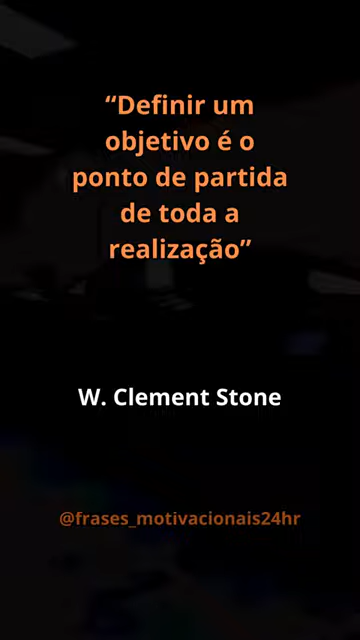 “Definir um
objetivo é o
ponto de partida
de toda a
realização”
W. Clement Stone
@frases_motivacionais24hr